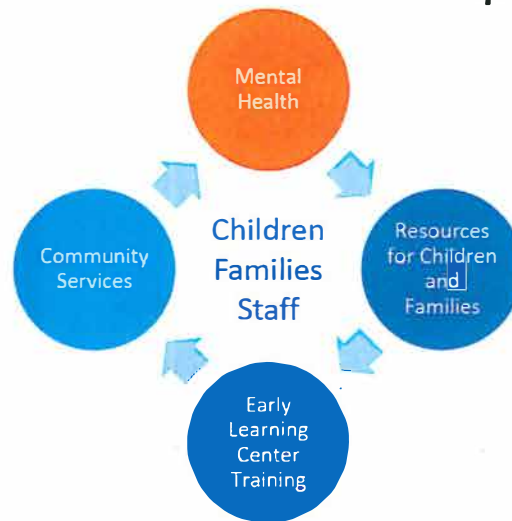 Mental
Health
Resources
for Children
and
Families
Children
Families
Staff
Community
Services
Early
Learning
Center
Training